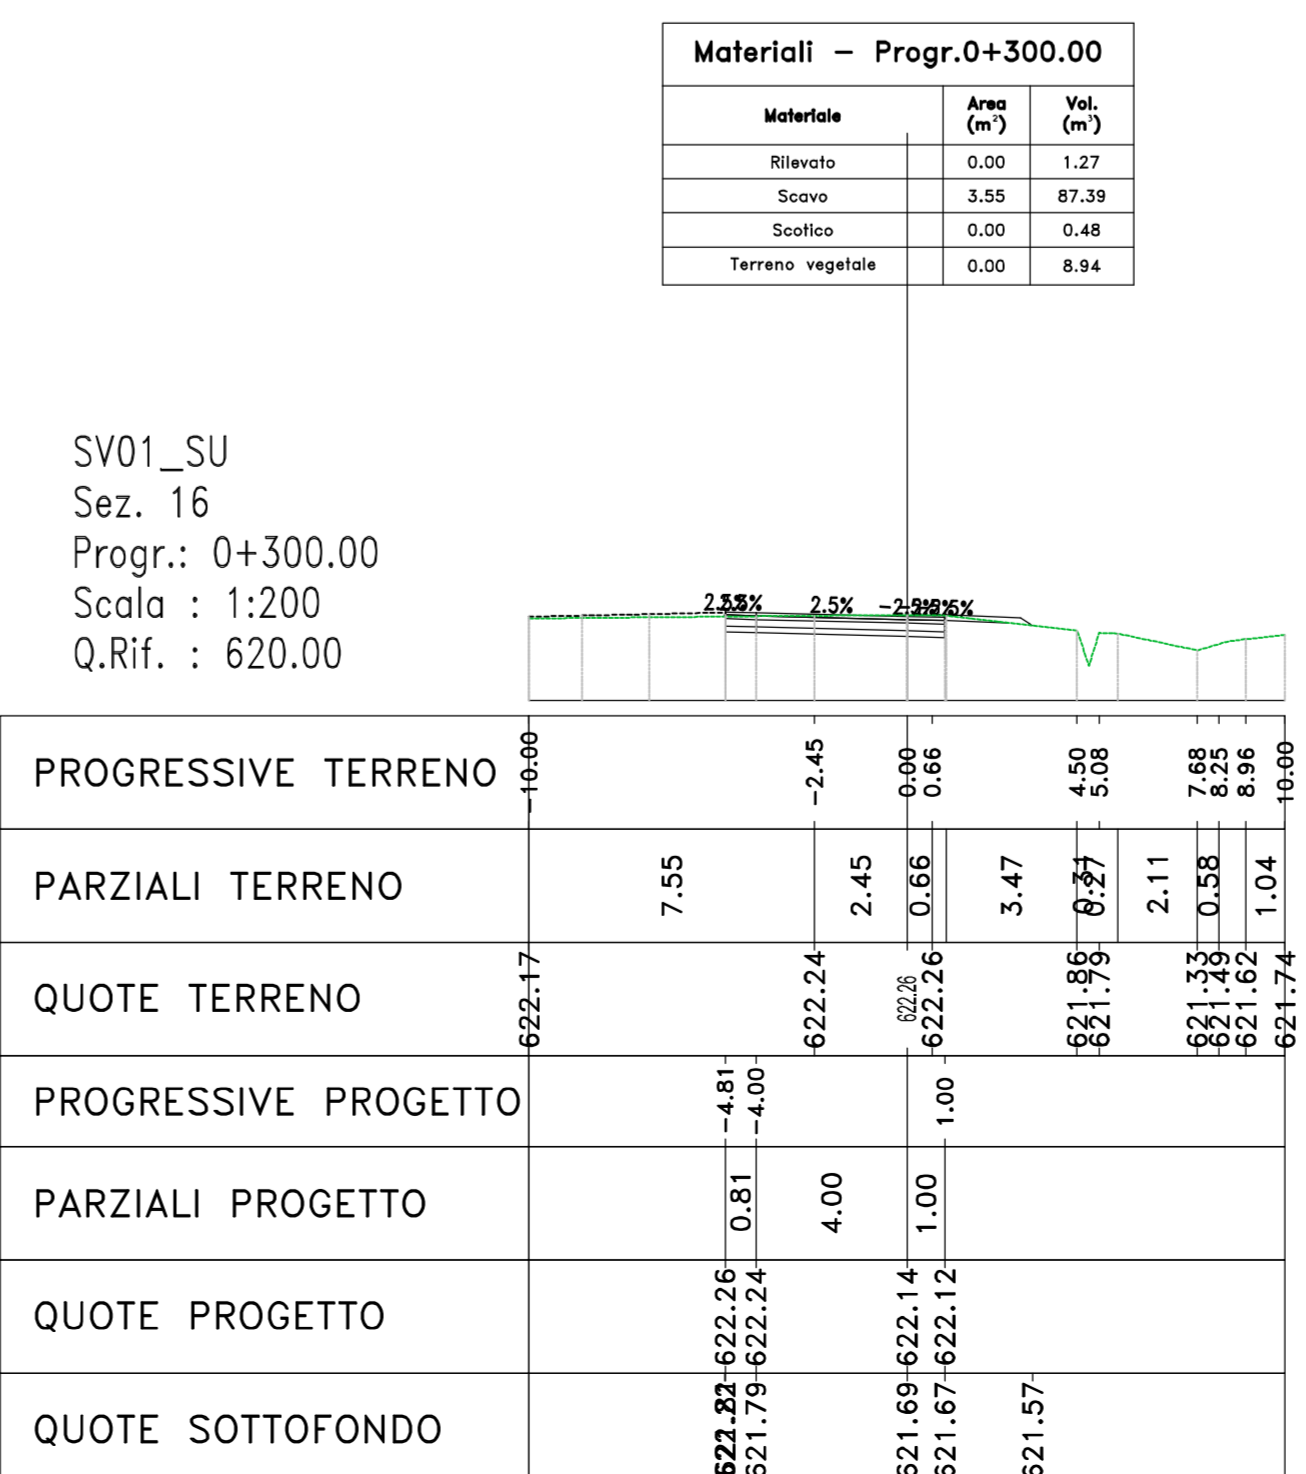 Materiali – Progr.0+300.00
Materiale Area (m²) Vol. (m³)
Rilevato 0.00 1.27
Scavo 3.55 87.39
Scotico 0.00 0.48
Terreno vegetale 0.00 8.94
SV01_SU
Sez. 16
Progr.: 0+300.00
Scala : 1:200
Q.Rif. : 620.00
2.5%
PROGRESSIVE TERRENO -10.00 -2.45 0.00 0.66 4.50 5.08 7.68 8.25 8.96 10.00
PARZIALI TERRENO 7.55 2.45 0.66 3.47 0.31 0.27 2.11 0.58 1.04
QUOTE TERRENO 622.17 622.24 622.26 622.26 621.86 621.79 621.33 621.49 621.62 621.74
PROGRESSIVE PROGETTO -4.81 -4.00 1.00
PARZIALI PROGETTO 0.81 4.00 1.00
QUOTE PROGETTO 622.26 622.24 622.14 622.12
QUOTE SOTTOFONDO 621.79 621.69 621.67 621.57